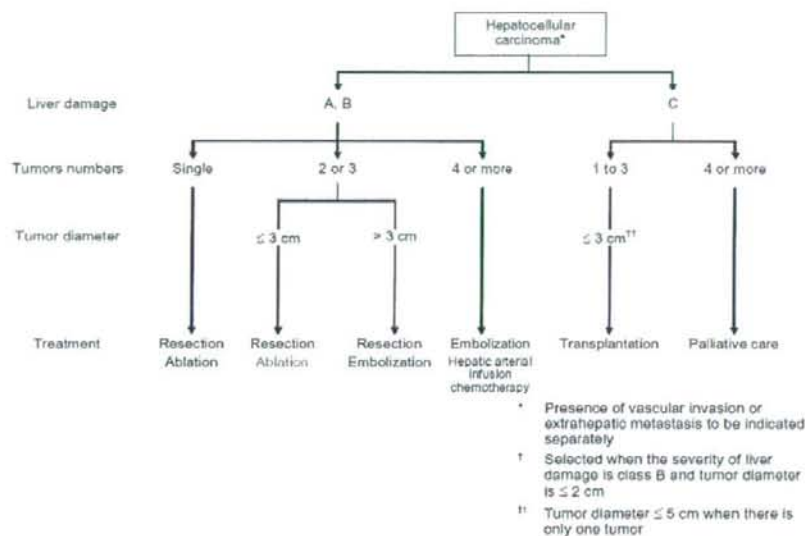 Hepatocellular
carcinoma*
Liver damage
A, B
C
Tumors numbers
Single
2 or 3
4 or more
1 to 3
4 or more
Tumor diameter
≦ 3 cm
> 3 cm
≦ 3 cm††
Treatment
Resection
Ablation
Resection
Ablation
Resection
Embolization
Embolization
Hepatic arterial
infusion
chemotherapy
Transplantation
Palliative care
* Presence of vascular invasion or
extrahepatic metastasis to be indicated
separately
† Selected when the severity of liver
damage is class B and tumor diameter
is ≦ 2 cm
†† Tumor diameter ≦ 5 cm when there is
only one tumor